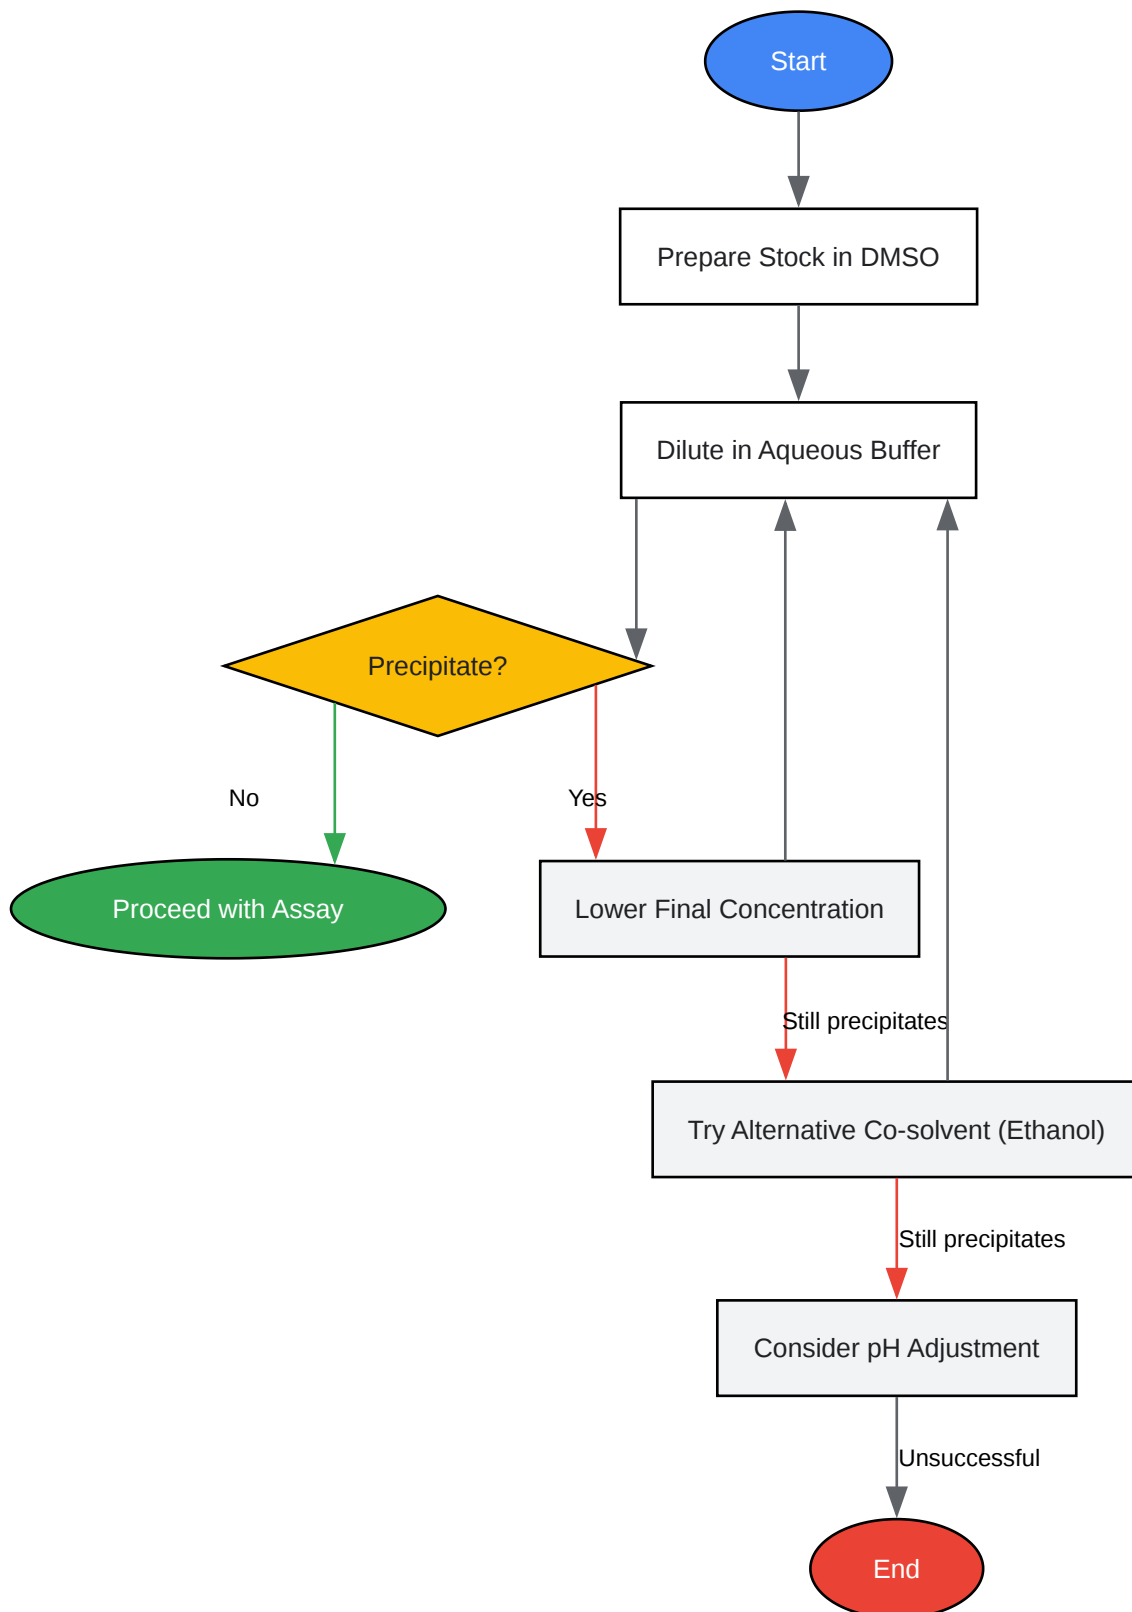 Start
Prepare Stock in DMSO
Dilute in Aqueous Buffer
Precipitate?
No
Yes
Proceed with Assay
Lower Final Concentration
Still precipitates
Try Alternative Co-solvent (Ethanol)
Still precipitates
Consider pH Adjustment
Unsuccessful
End